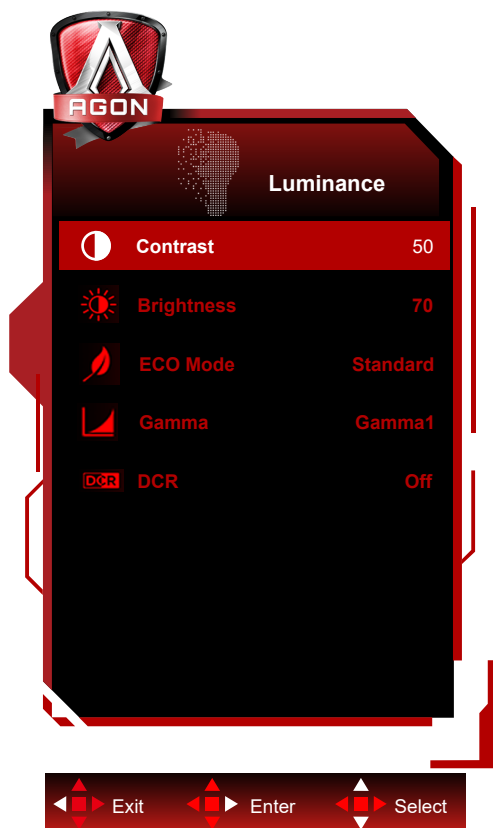 AGON
Luminance
Contrast 50
Brightness 70
ECO Mode Standard
Gamma Gamma1
DCR DCR Off
Exit Enter Select